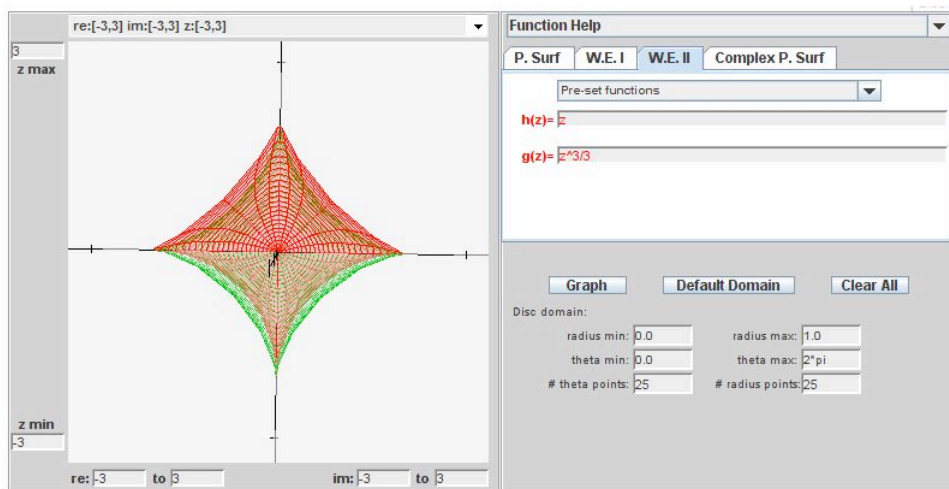 re:[-3,3] im:[-3,3] z:[-3,3]
3
z max
z min
-3
re: -3 to 3 im: -3 to 3
Function Help
P. Surf W.E. I W.E. II Complex P. Surf
Pre-set functions
h(z)= z
g(z)= z^3/3
Graph Default Domain Clear All
Disc domain:
radius min: 0.0 radius max: 1.0
theta min: 0.0 theta max: 2*pi
# theta points: 25 # radius points: 25